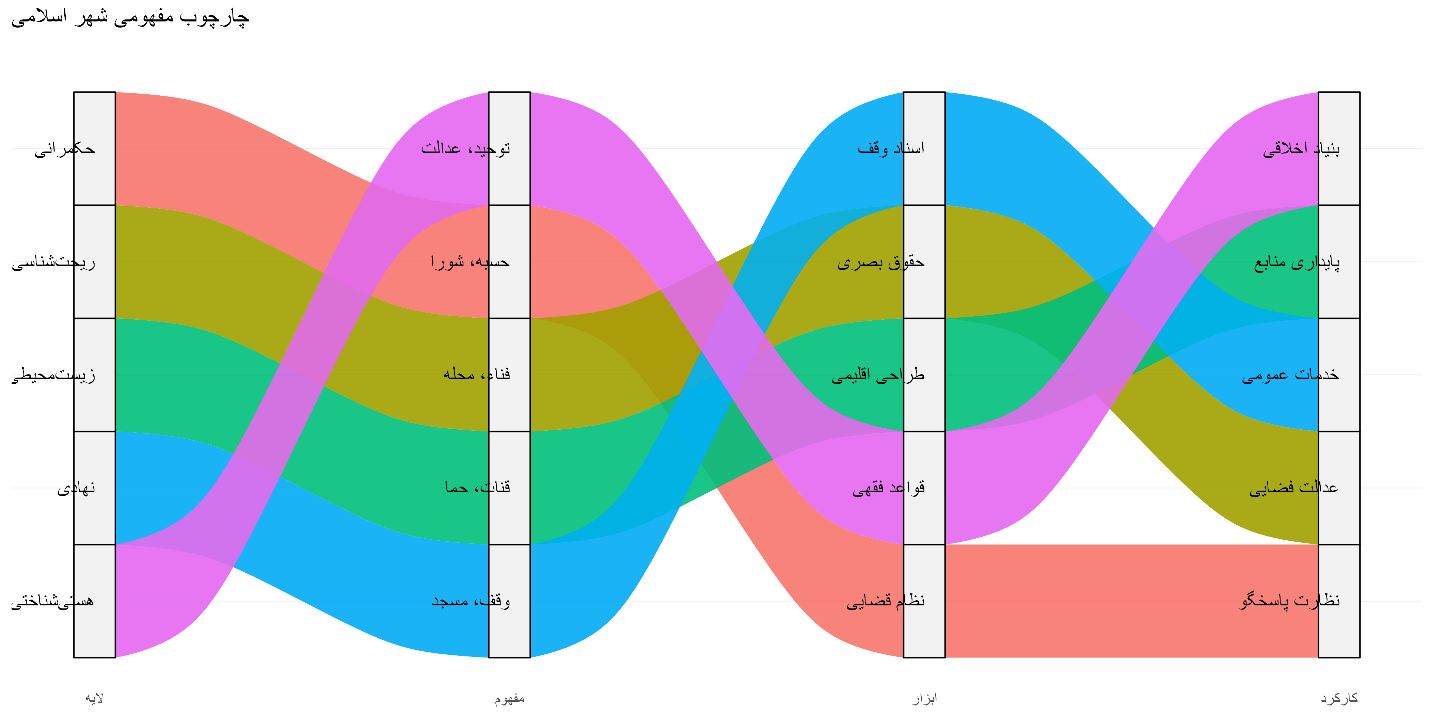 چارچوب مفهومی شهر اسلامی
حکمرانی
ریخت‌شناسی
زیست‌محیطی
نهادی
هستی‌شناختی
توحید، عدالت
حسبه، شورا
فناء، محله
قنات، حما
وقف، مسجد
اسناد وقف
حقوق بصری
طراحی اقلیمی
قواعد فقهی
نظام قضایی
بنیاد اخلاقی
پایداری منابع
خدمات عمومی
عدالت فضایی
نظارت پاسخگو
لایه
مفهوم
ابزار
کارکرد